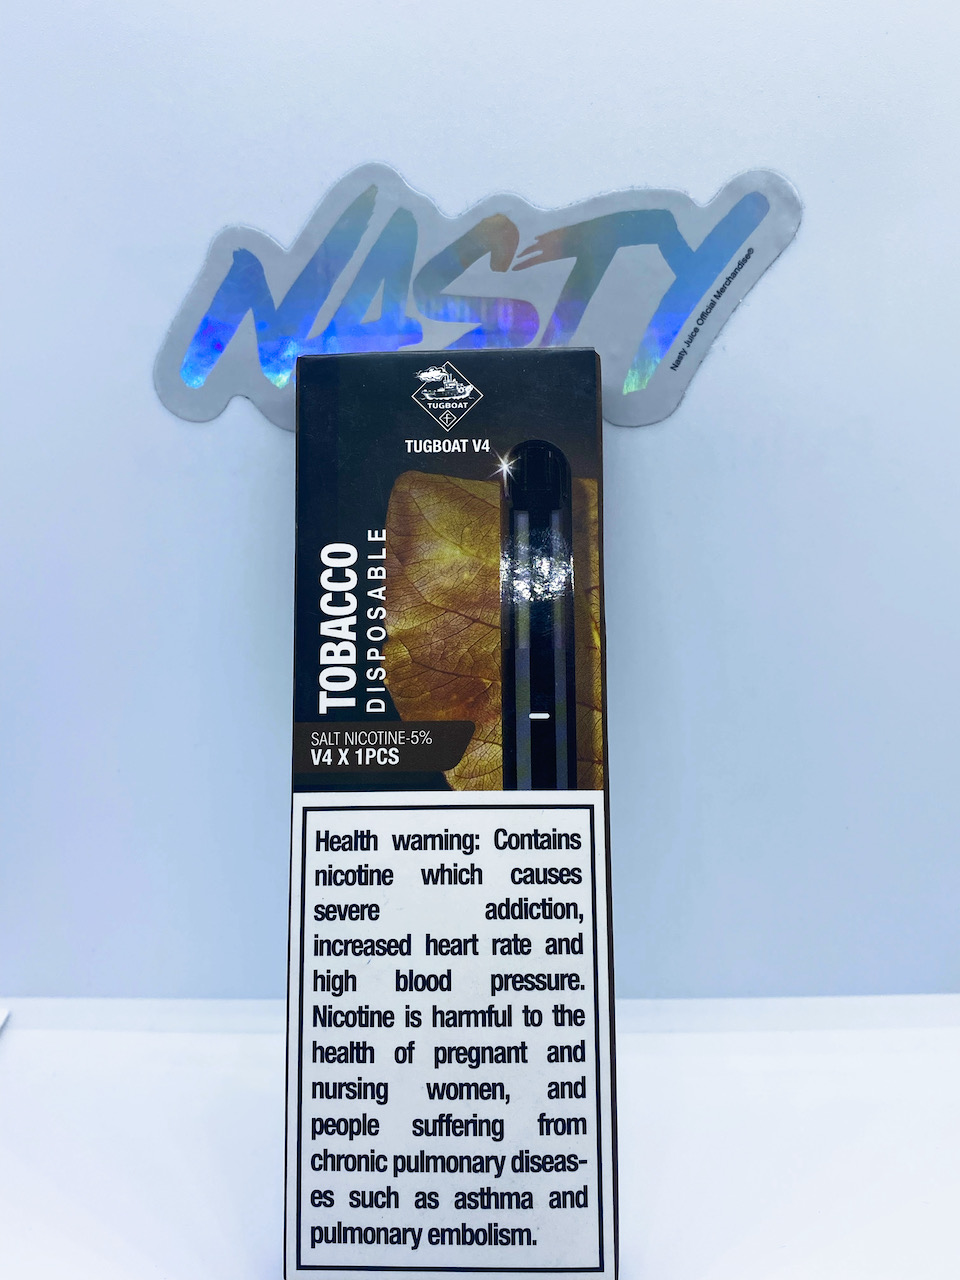 NASTY
Nasty Juice Official Merchandise®
TUGBOAT
TUGBOAT V4
TOBACCO
DISPOSABLE
SALT NICOTINE-5%
V4 X 1PCS
Health warning: Contains
nicotine which causes
severe addiction,
increased heart rate and
high blood pressure.
Nicotine is harmful to the
health of pregnant and
nursing women, and
people suffering from
chronic pulmonary diseas-
es such as asthma and
pulmonary embolism.